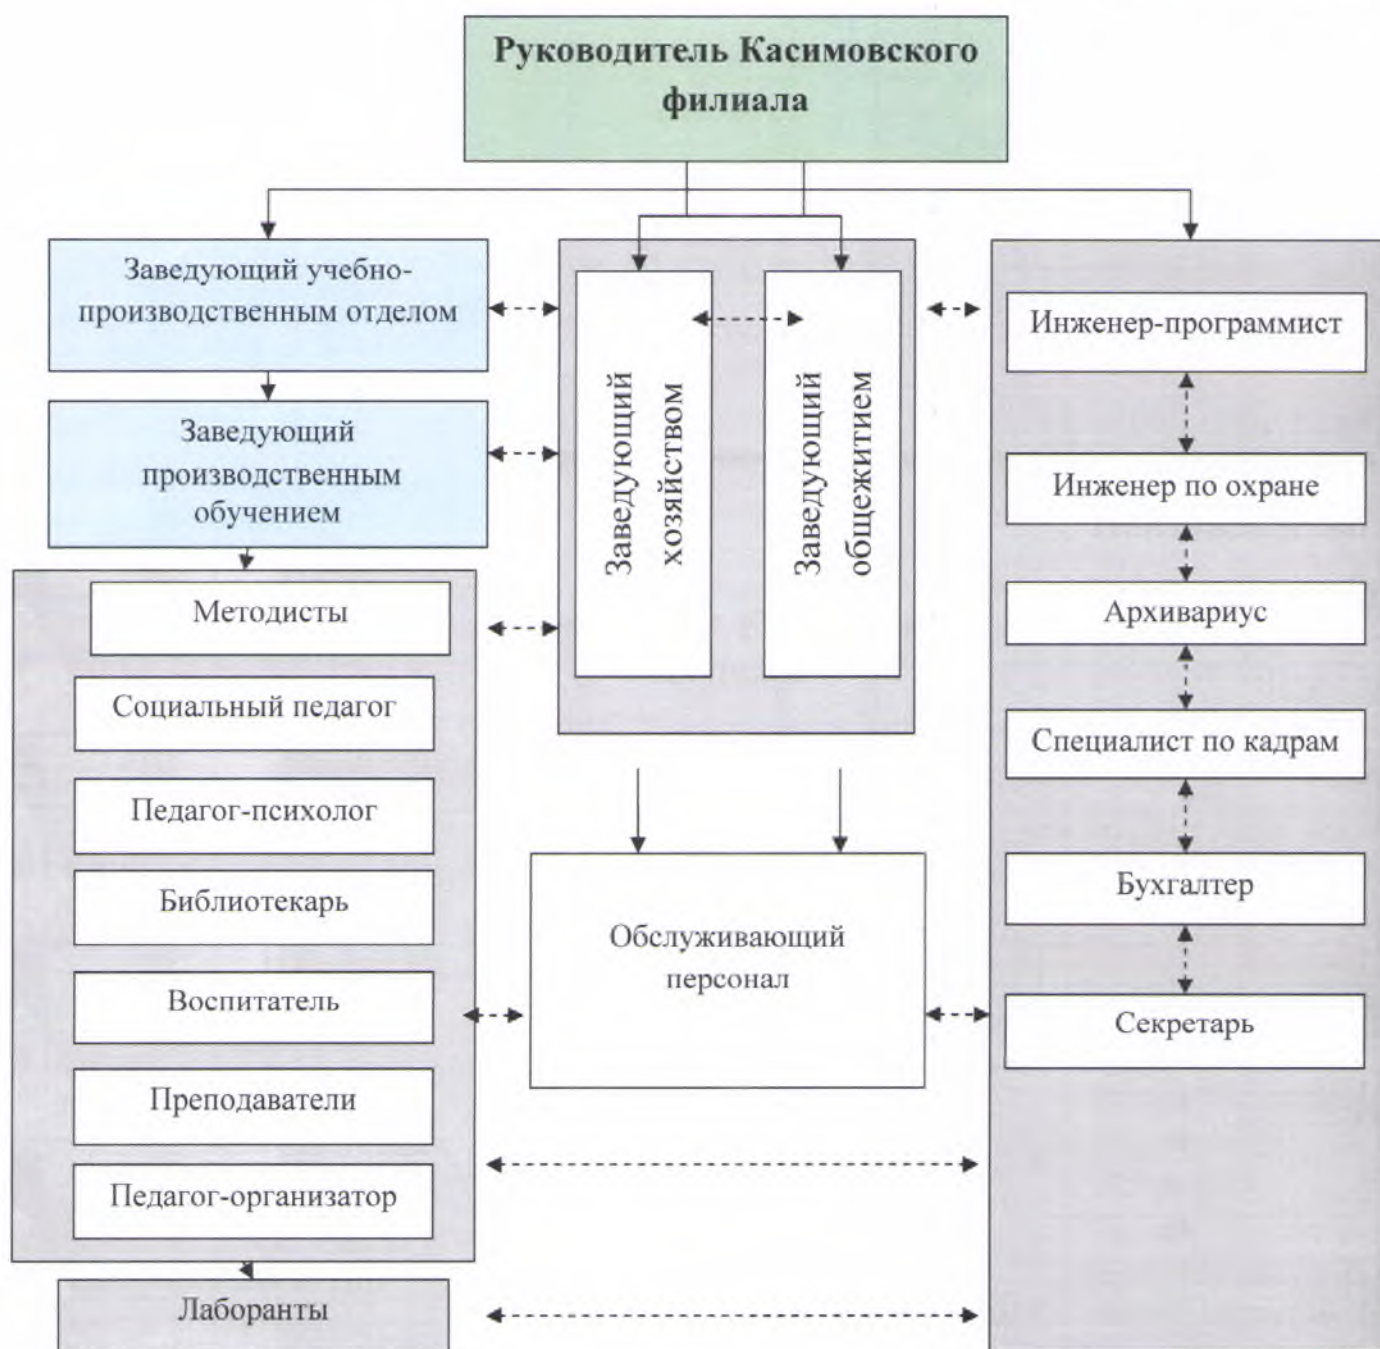 Руководитель Касимовского
филиала
Заведующий учебно-
производственным отделом
Заведующий
производственным
обучением
Методисты
Социальный педагог
Педагог-психолог
Библиотекарь
Воспитатель
Преподаватели
Педагог-организатор
Лаборанты
Заведующий
хозяйством
Заведующий
общежитием
Обслуживающий
персонал
Инженер-программист
Инженер по охране
Архивариус
Специалист по кадрам
Бухгалтер
Секретарь